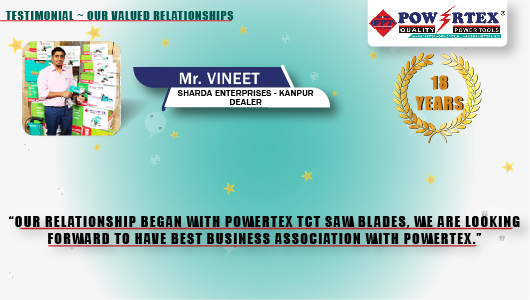 TESTIMONIAL ~ OUR VALUED RELATIONSHIPS
PPT POWERTEX
QUALITY POWER TOOLS
Mr. VINEET
SHARDA ENTERPRISES - KANPUR
DEALER
18
YEARS
“OUR RELATIONSHIP BEGAN WITH POWERTEX TCT SAW BLADES, WE ARE LOOKING
FORWARD TO HAVE BEST BUSINESS ASSOCIATION WITH POWERTEX.”